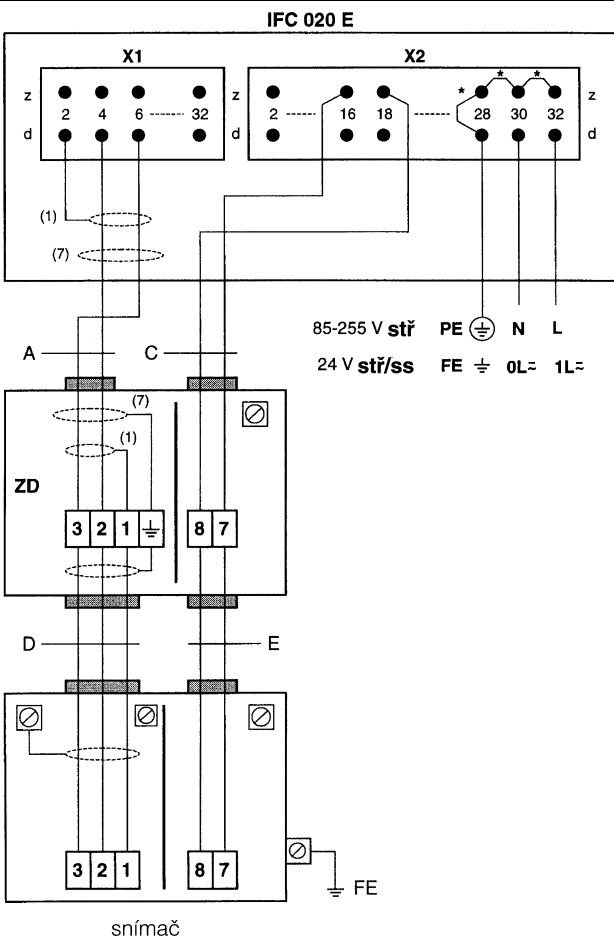 IFC 020 E
X1 X2
z z z
2 4 6 32 2 16 18 * 28 * 30 * 32
d d d
(1)
(7)
85-255 V stř PE N L
24 V stř/ss FE 0L≂ 1L≂
A C
(7)
(1)
ZD
3 2 1 8 7
D E
3 2 1 8 7
FE
snímač